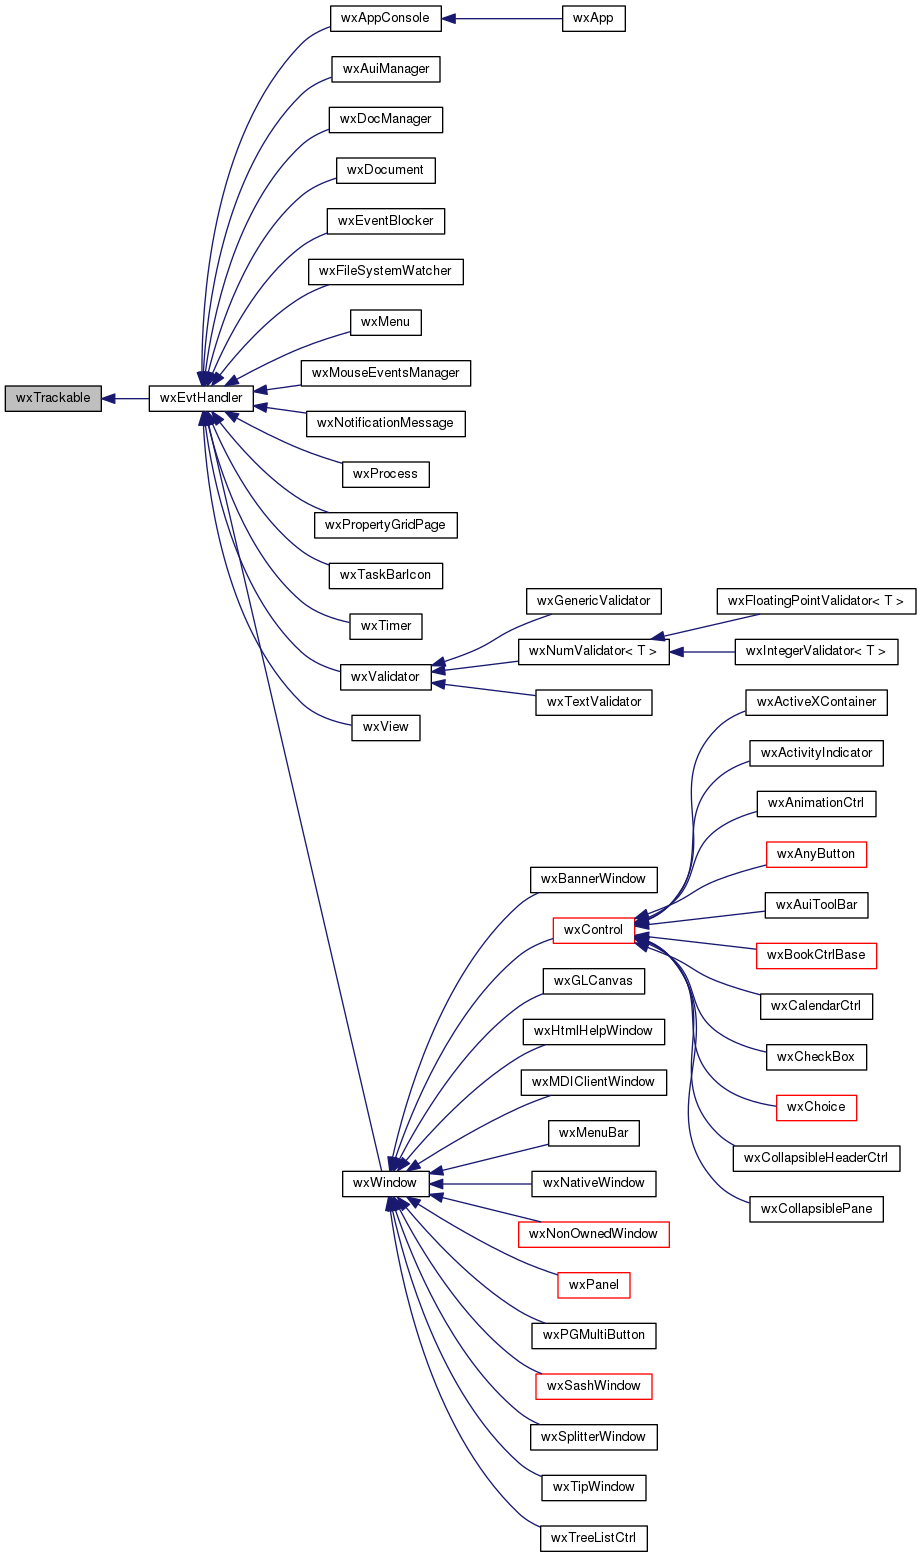 wxAppConsole
wxApp
wxAuiManager
wxDocManager
wxDocument
wxEventBlocker
wxFileSystemWatcher
wxMenu
wxMouseEventsManager
wxTrackable
wxEvtHandler
wxNotificationMessage
wxProcess
wxPropertyGridPage
wxTaskBarIcon
wxTimer
wxGenericValidator
wxFloatingPointValidator< T >
wxNumValidator< T >
wxIntegerValidator< T >
wxValidator
wxTextValidator
wxView
wxActiveXContainer
wxActivityIndicator
wxAnimationCtrl
wxAnyButton
wxBannerWindow
wxAuiToolBar
wxControl
wxBookCtrlBase
wxGLCanvas
wxCalendarCtrl
wxHtmlHelpWindow
wxCheckBox
wxMDIClientWindow
wxChoice
wxMenuBar
wxCollapsibleHeaderCtrl
wxWindow
wxNativeWindow
wxCollapsiblePane
wxNonOwnedWindow
wxPanel
wxPGMultiButton
wxSashWindow
wxSplitterWindow
wxTipWindow
wxTreeListCtrl